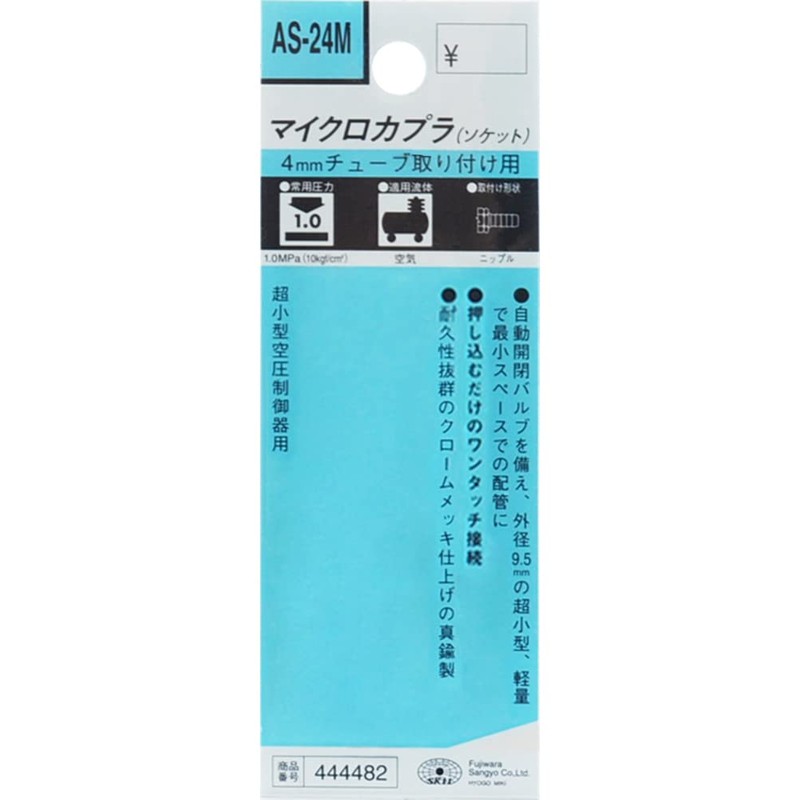 AS-24M
¥
マイクロカプラ(ソケット)
4mmチューブ取り付け用
●常用圧力
●適用流体
●取付け形状
1.0
1.0MPa(10kgf/cm²)
空気
ニップル
●自動開閉バルブを備え、外径9.5mmの超小型、軽量
で最小スペースでの配管に
●押し込むだけのワンタッチ接続
●耐久性抜群のクロームメッキ仕上げの真鍮製
超小型空圧制御器用
商品
番号
444482
SK11
Fujiwara
Sangyo Co,.Ltd.
HYOGO MIKI